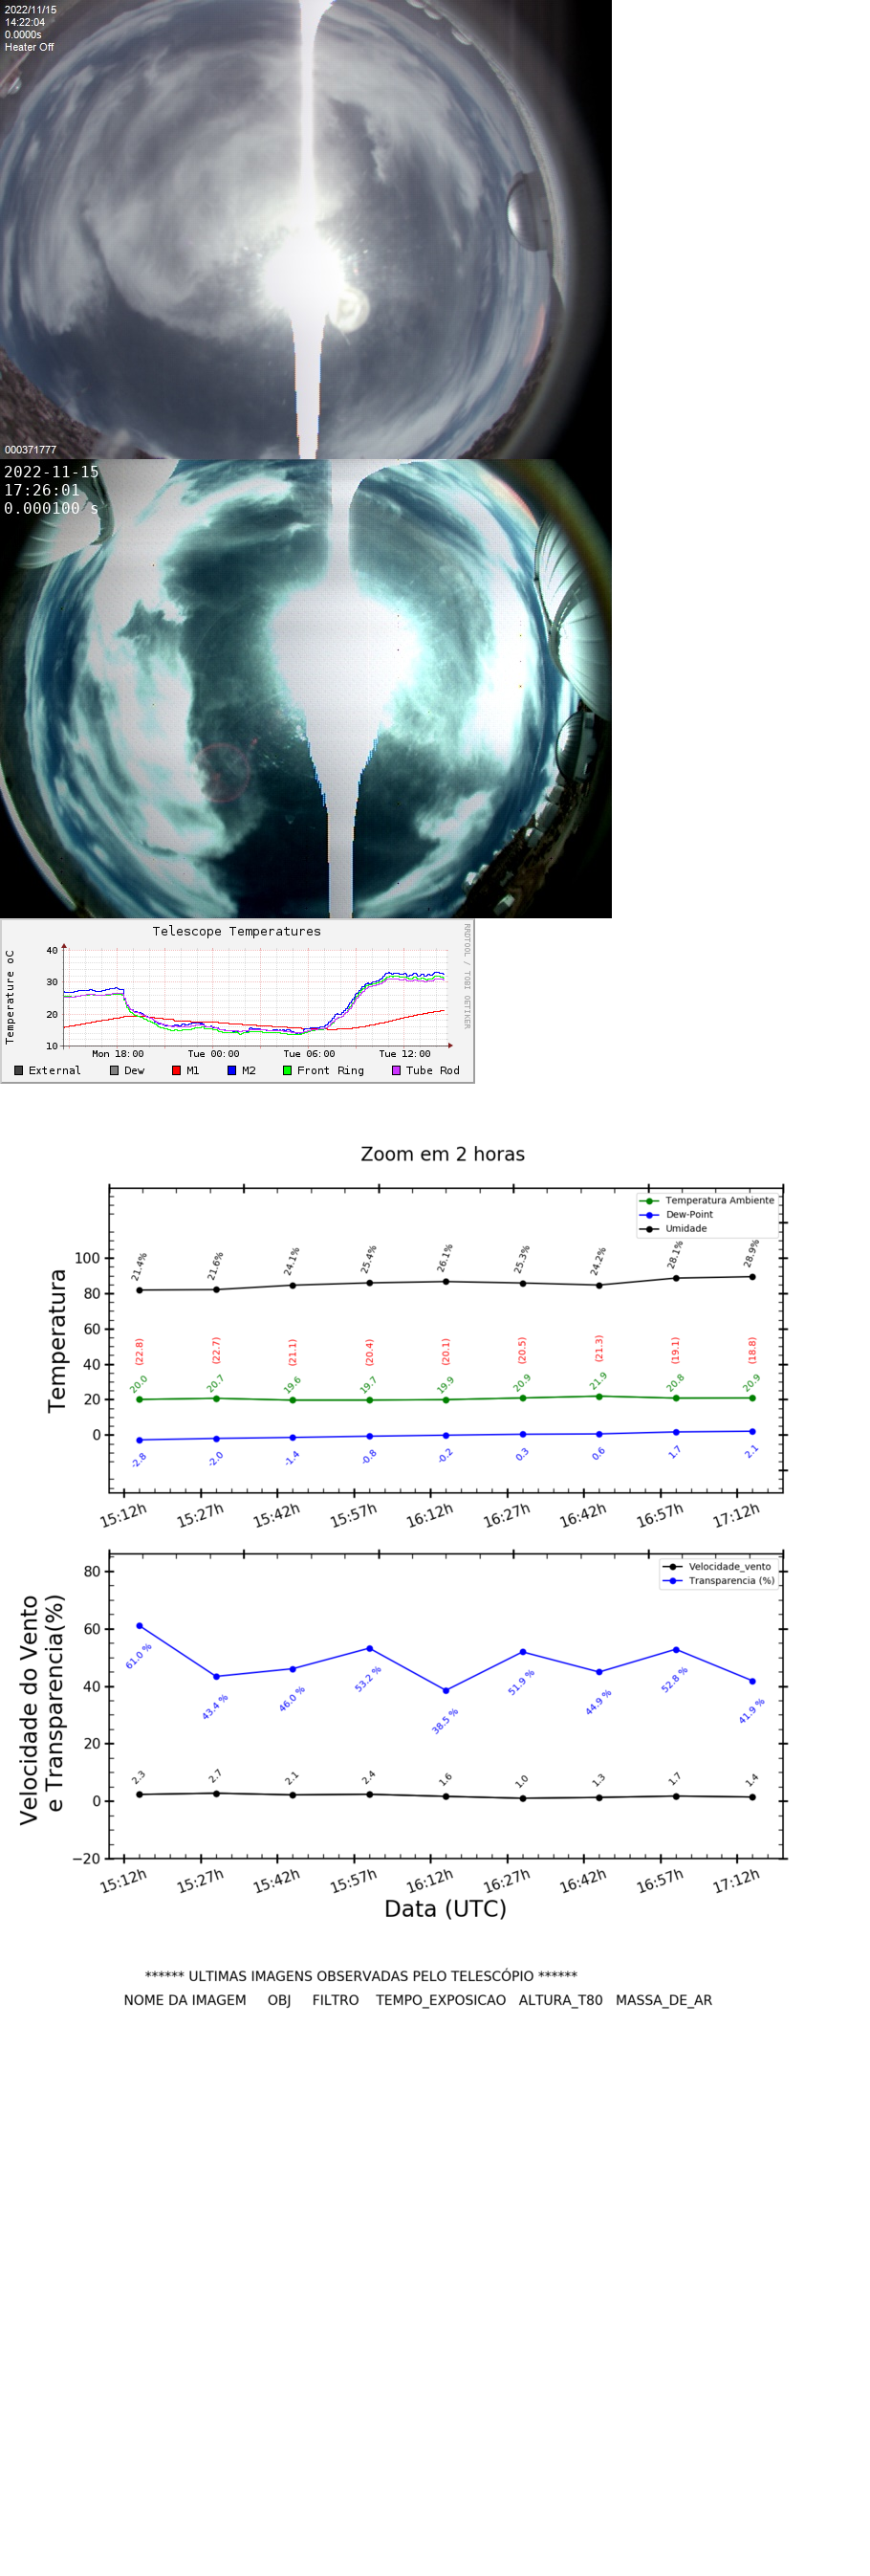 2022/11/15
14:22:04
0.0000s
Heater Off
000371777
2022-11-15
17:26:01
0.000100 s
Telescope Temperatures
RRDTOOL / TOBI OETIKER
Temperature oC
40
30
20
10
Mon 18:00 Tue 00:00 Tue 06:00 Tue 12:00
External Dew M1 M2 Front Ring Tube Rod
Zoom em 2 horas
Temperatura Ambiente
Dew-Point
Umidade
Temperatura
100
80
60
40
20
0
21.4% 21.6% 24.1% 25.4% 26.1% 25.3% 24.2% 28.1% 28.9%
(22.8) (22.7) (21.1) (20.4) (20.1) (20.5) (21.3) (19.1) (18.8)
20.0 20.7 19.6 19.7 19.9 20.9 21.9 20.8 20.9
-2.8 -2.0 -1.4 -0.8 -0.2 0.3 0.6 1.7 2.1
15:12h 15:27h 15:42h 15:57h 16:12h 16:27h 16:42h 16:57h 17:12h
Velocidade_vento
Transparencia (%)
Velocidade do Vento
e Transparencia(%)
80
60
40
20
0
−20
61.0 % 43.4 % 46.0 % 53.2 % 38.5 % 51.9 % 44.9 % 52.8 % 41.9 %
2.3 2.7 2.1 2.4 1.6 1.0 1.3 1.7 1.4
15:12h 15:27h 15:42h 15:57h 16:12h 16:27h 16:42h 16:57h 17:12h
Data (UTC)
****** ULTIMAS IMAGENS OBSERVADAS PELO TELESCÓPIO ******
NOME DA IMAGEM OBJ FILTRO TEMPO_EXPOSICAO ALTURA_T80 MASSA_DE_AR